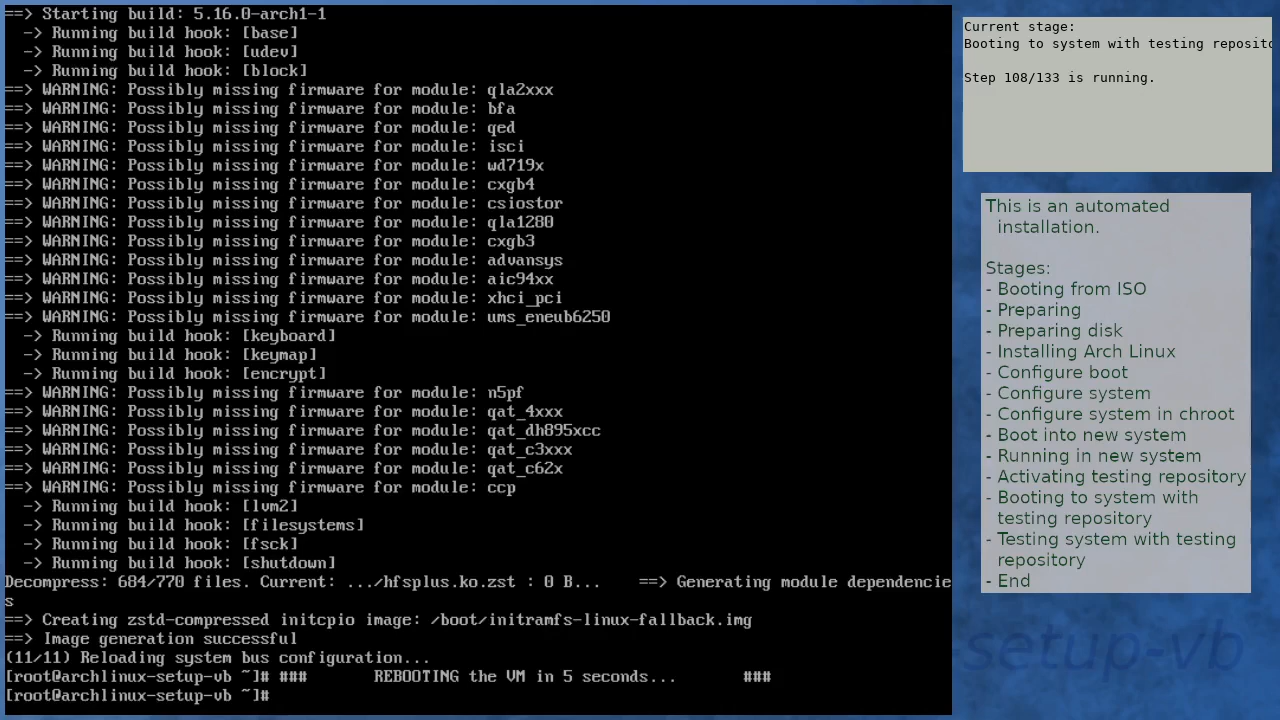 ==> Starting build: 5.16.0-arch1-1
  -> Running build hook: [base]
  -> Running build hook: [udev]
  -> Running build hook: [block]
==> WARNING: Possibly missing firmware for module: qla2xxx
==> WARNING: Possibly missing firmware for module: bfa
==> WARNING: Possibly missing firmware for module: qed
==> WARNING: Possibly missing firmware for module: isci
==> WARNING: Possibly missing firmware for module: wd719x
==> WARNING: Possibly missing firmware for module: cxgb4
==> WARNING: Possibly missing firmware for module: csiostor
==> WARNING: Possibly missing firmware for module: qla1280
==> WARNING: Possibly missing firmware for module: cxgb3
==> WARNING: Possibly missing firmware for module: advansys
==> WARNING: Possibly missing firmware for module: aic94xx
==> WARNING: Possibly missing firmware for module: xhci_pci
==> WARNING: Possibly missing firmware for module: ums_eneub6250
  -> Running build hook: [keyboard]
  -> Running build hook: [keymap]
  -> Running build hook: [encrypt]
==> WARNING: Possibly missing firmware for module: n5pf
==> WARNING: Possibly missing firmware for module: qat_4xxx
==> WARNING: Possibly missing firmware for module: qat_dh895xcc
==> WARNING: Possibly missing firmware for module: qat_c3xxx
==> WARNING: Possibly missing firmware for module: qat_c62x
==> WARNING: Possibly missing firmware for module: ccp
  -> Running build hook: [lvm2]
  -> Running build hook: [filesystems]
  -> Running build hook: [fsck]
  -> Running build hook: [shutdown]
Decompress: 684/770 files. Current: .../hfsplus.ko.zst : 0 B...    ==> Generating module dependencie
s
==> Creating zstd-compressed initcpio image: /boot/initramfs-linux-fallback.img
==> Image generation successful
(11/11) Reloading system bus configuration...
[root@archlinux-setup-vb ~]# ###       REBOOTING the VM in 5 seconds...       ###
[root@archlinux-setup-vb ~]#
Current stage:
Booting to system with testing reposito
Step 108/133 is running.
This is an automated
installation.
Stages:
- Booting from ISO
- Preparing
- Preparing disk
- Installing Arch Linux
- Configure boot
- Configure system
- Configure system in chroot
- Boot into new system
- Running in new system
- Activating testing repository
- Booting to system with
testing repository
- Testing system with testing
repository
- End
-setup-vb